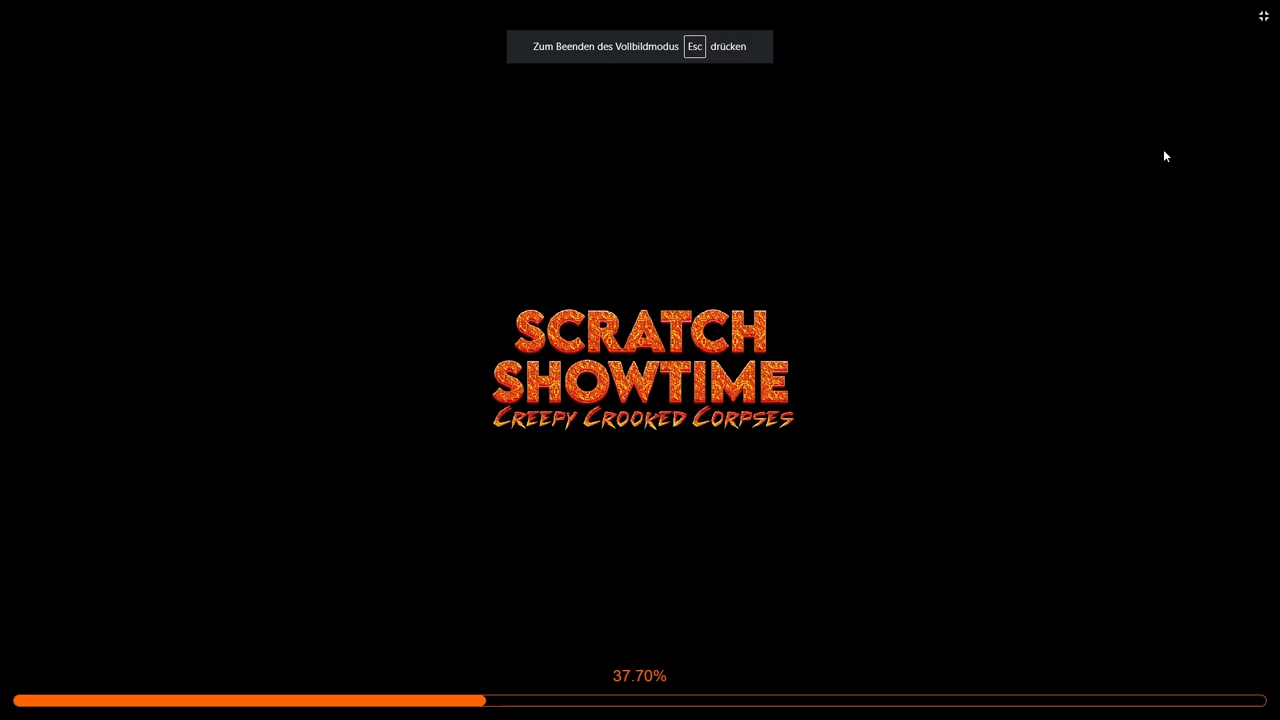 Zum Beenden des Vollbildmodus Esc drücken
SCRATCH
SHOWTIME
CREEPY CROOKED CORPSES
37.70%